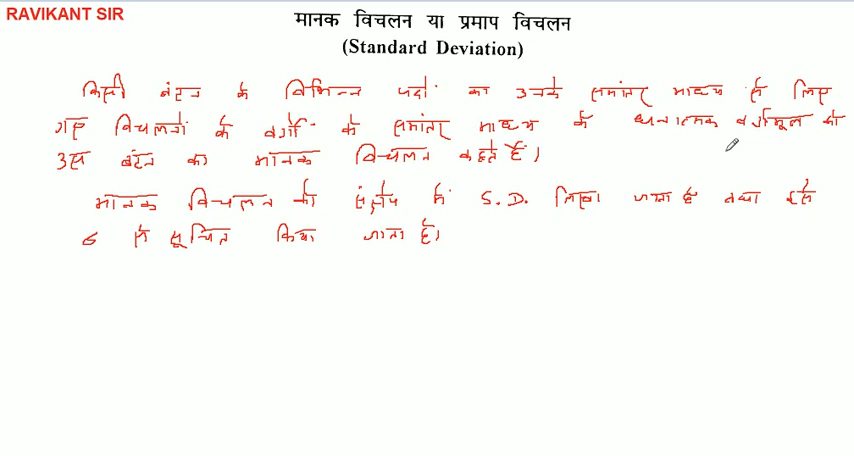 RAVIKANT SIR
मानक विचलन या प्रमाप विचलन
(Standard Deviation)
किसी बंटन के विभिन्न पदों का उनके समांतर माध्य से लिए
गए विचलनों के वर्गों के समांतर माध्य के धनात्मक वर्गमूल को
उस बंटन का मानक विचलन कहते हैं।
मानक विचलन को संक्षेप में S.D. लिखा जाता है तथा इसे
σ से सूचित किया जाता है।